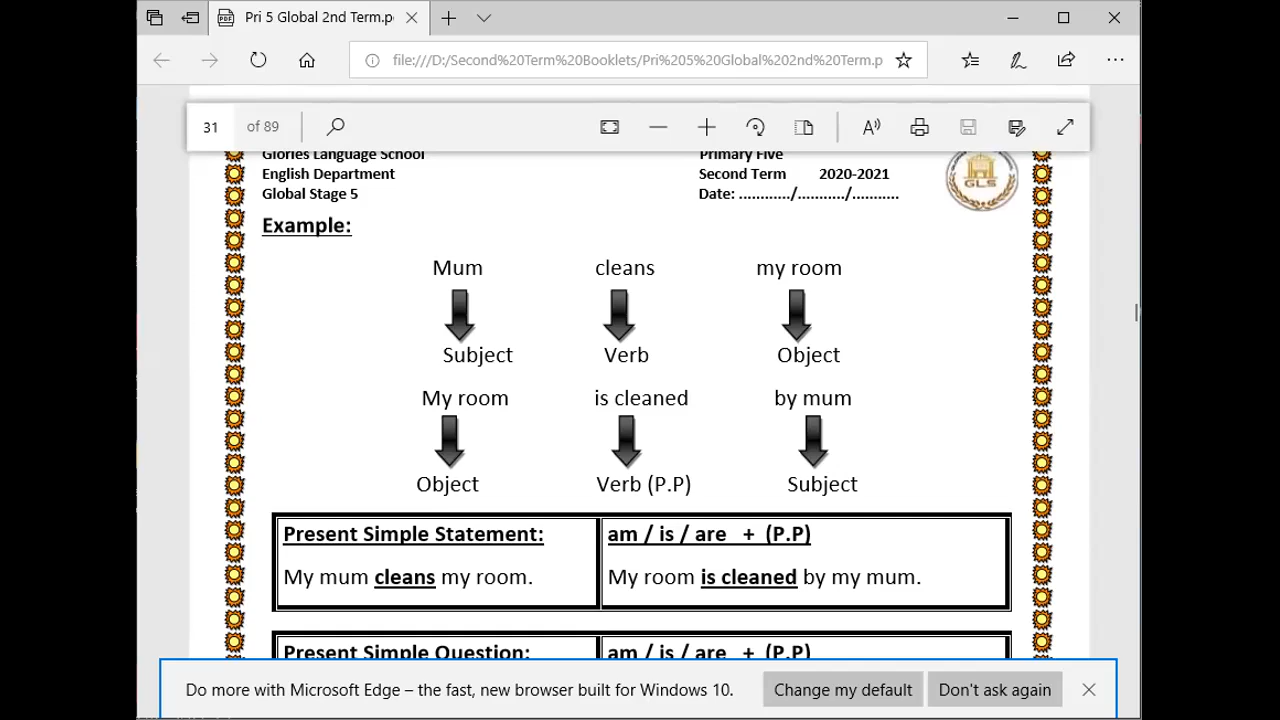 Pri 5 Global 2nd Term.p
file:///D:/Second%20Term%20Booklets/Pri%205%20Global%202nd%20Term.p
31 of 89
Glories Language School Primary Five
English Department Second Term 2020-2021
Global Stage 5 Date: ............/.........../...........
GLS
Example:
Mum cleans my room
Subject Verb Object
My room is cleaned by mum
Object Verb (P.P) Subject
Present Simple Statement: am / is / are + (P.P)
My mum cleans my room. My room is cleaned by my mum.
Present Simple Question: am / is / are + (P.P)
Do more with Microsoft Edge – the fast, new browser built for Windows 10. Change my default Don't ask again